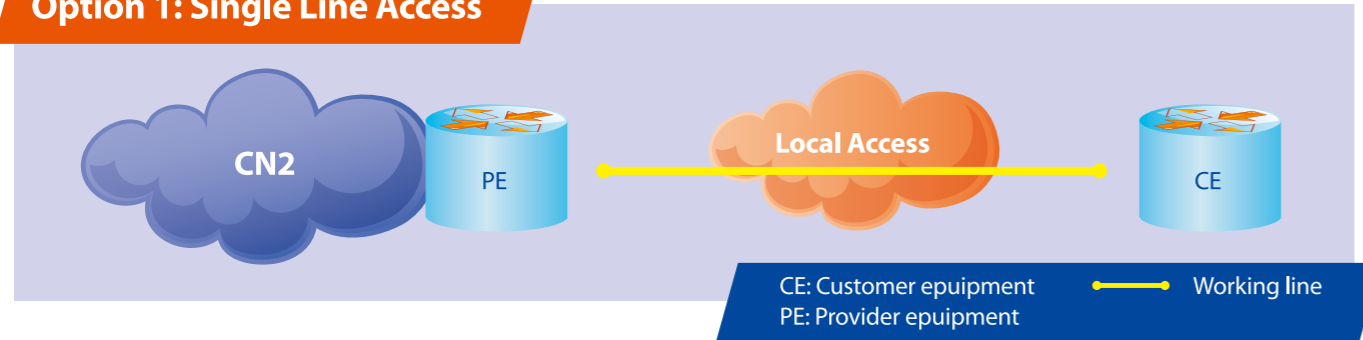 Option 1: Single Line Access
CN2
PE
Local Access
CE
CE: Customer epuipment
Working line
PE: Provider epuipment